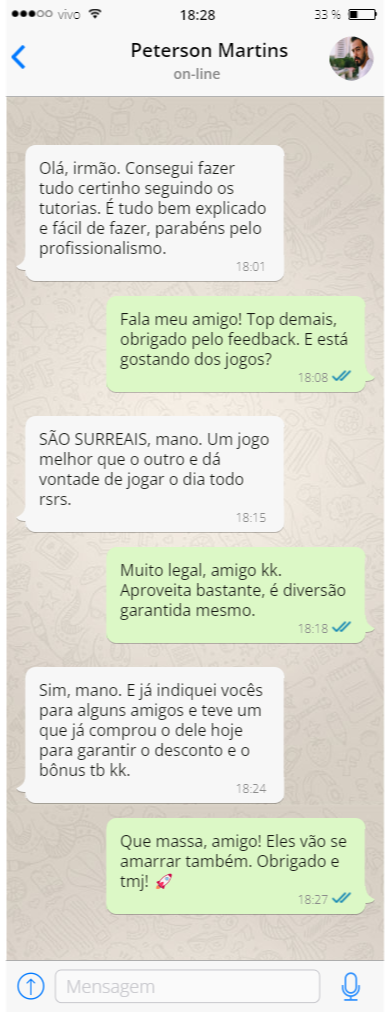 vivo 18:28 33 %
Peterson Martins
on-line
Olá, irmão. Consegui fazer
tudo certinho seguindo os
tutorias. É tudo bem explicado
e fácil de fazer, parabéns pelo
profissionalismo.
18:01
Fala meu amigo! Top demais,
obrigado pelo feedback. E está
gostando dos jogos?
18:08
SÃO SURREAIS, mano. Um jogo
melhor que o outro e dá
vontade de jogar o dia todo
rsrs.
18:15
Muito legal, amigo kk.
Aproveita bastante, é diversão
garantida mesmo.
18:18
Sim, mano. E já indiquei vocês
para alguns amigos e teve um
que já comprou o dele hoje
para garantir o desconto e o
bônus tb kk.
18:24
Que massa, amigo! Eles vão se
amarrar também. Obrigado e
tmj! 🚀
18:27
Mensagem